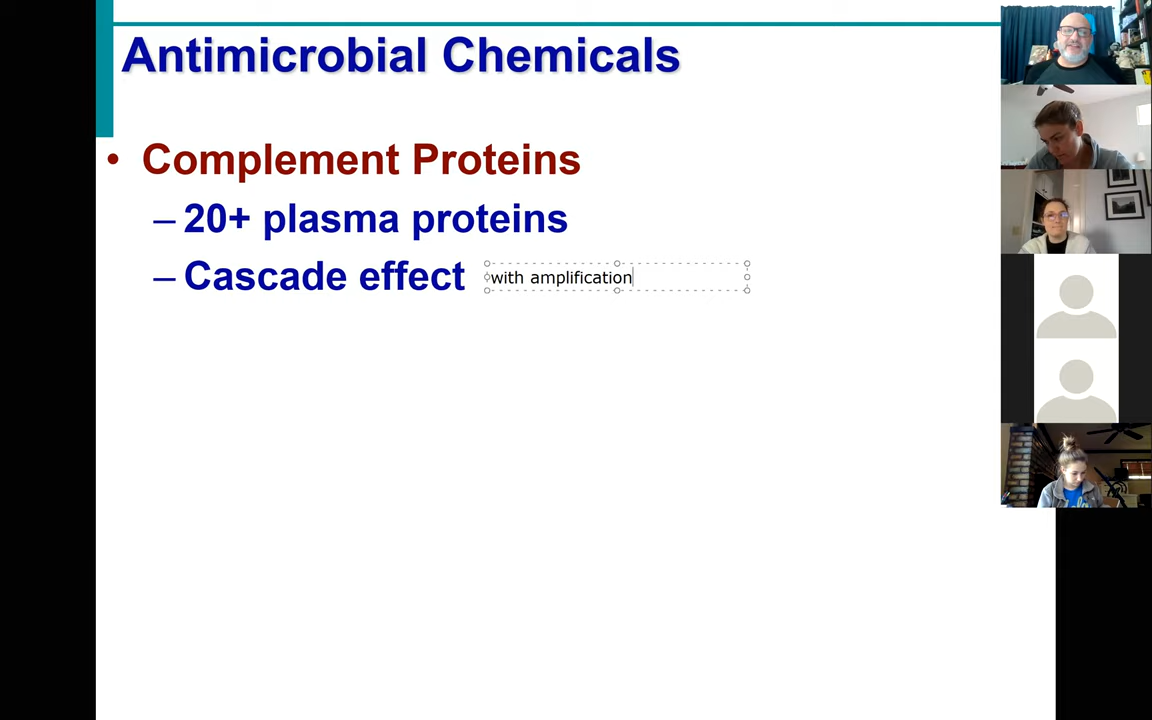 Antimicrobial Chemicals
• Complement Proteins
– 20+ plasma proteins
– Cascade effect with amplification